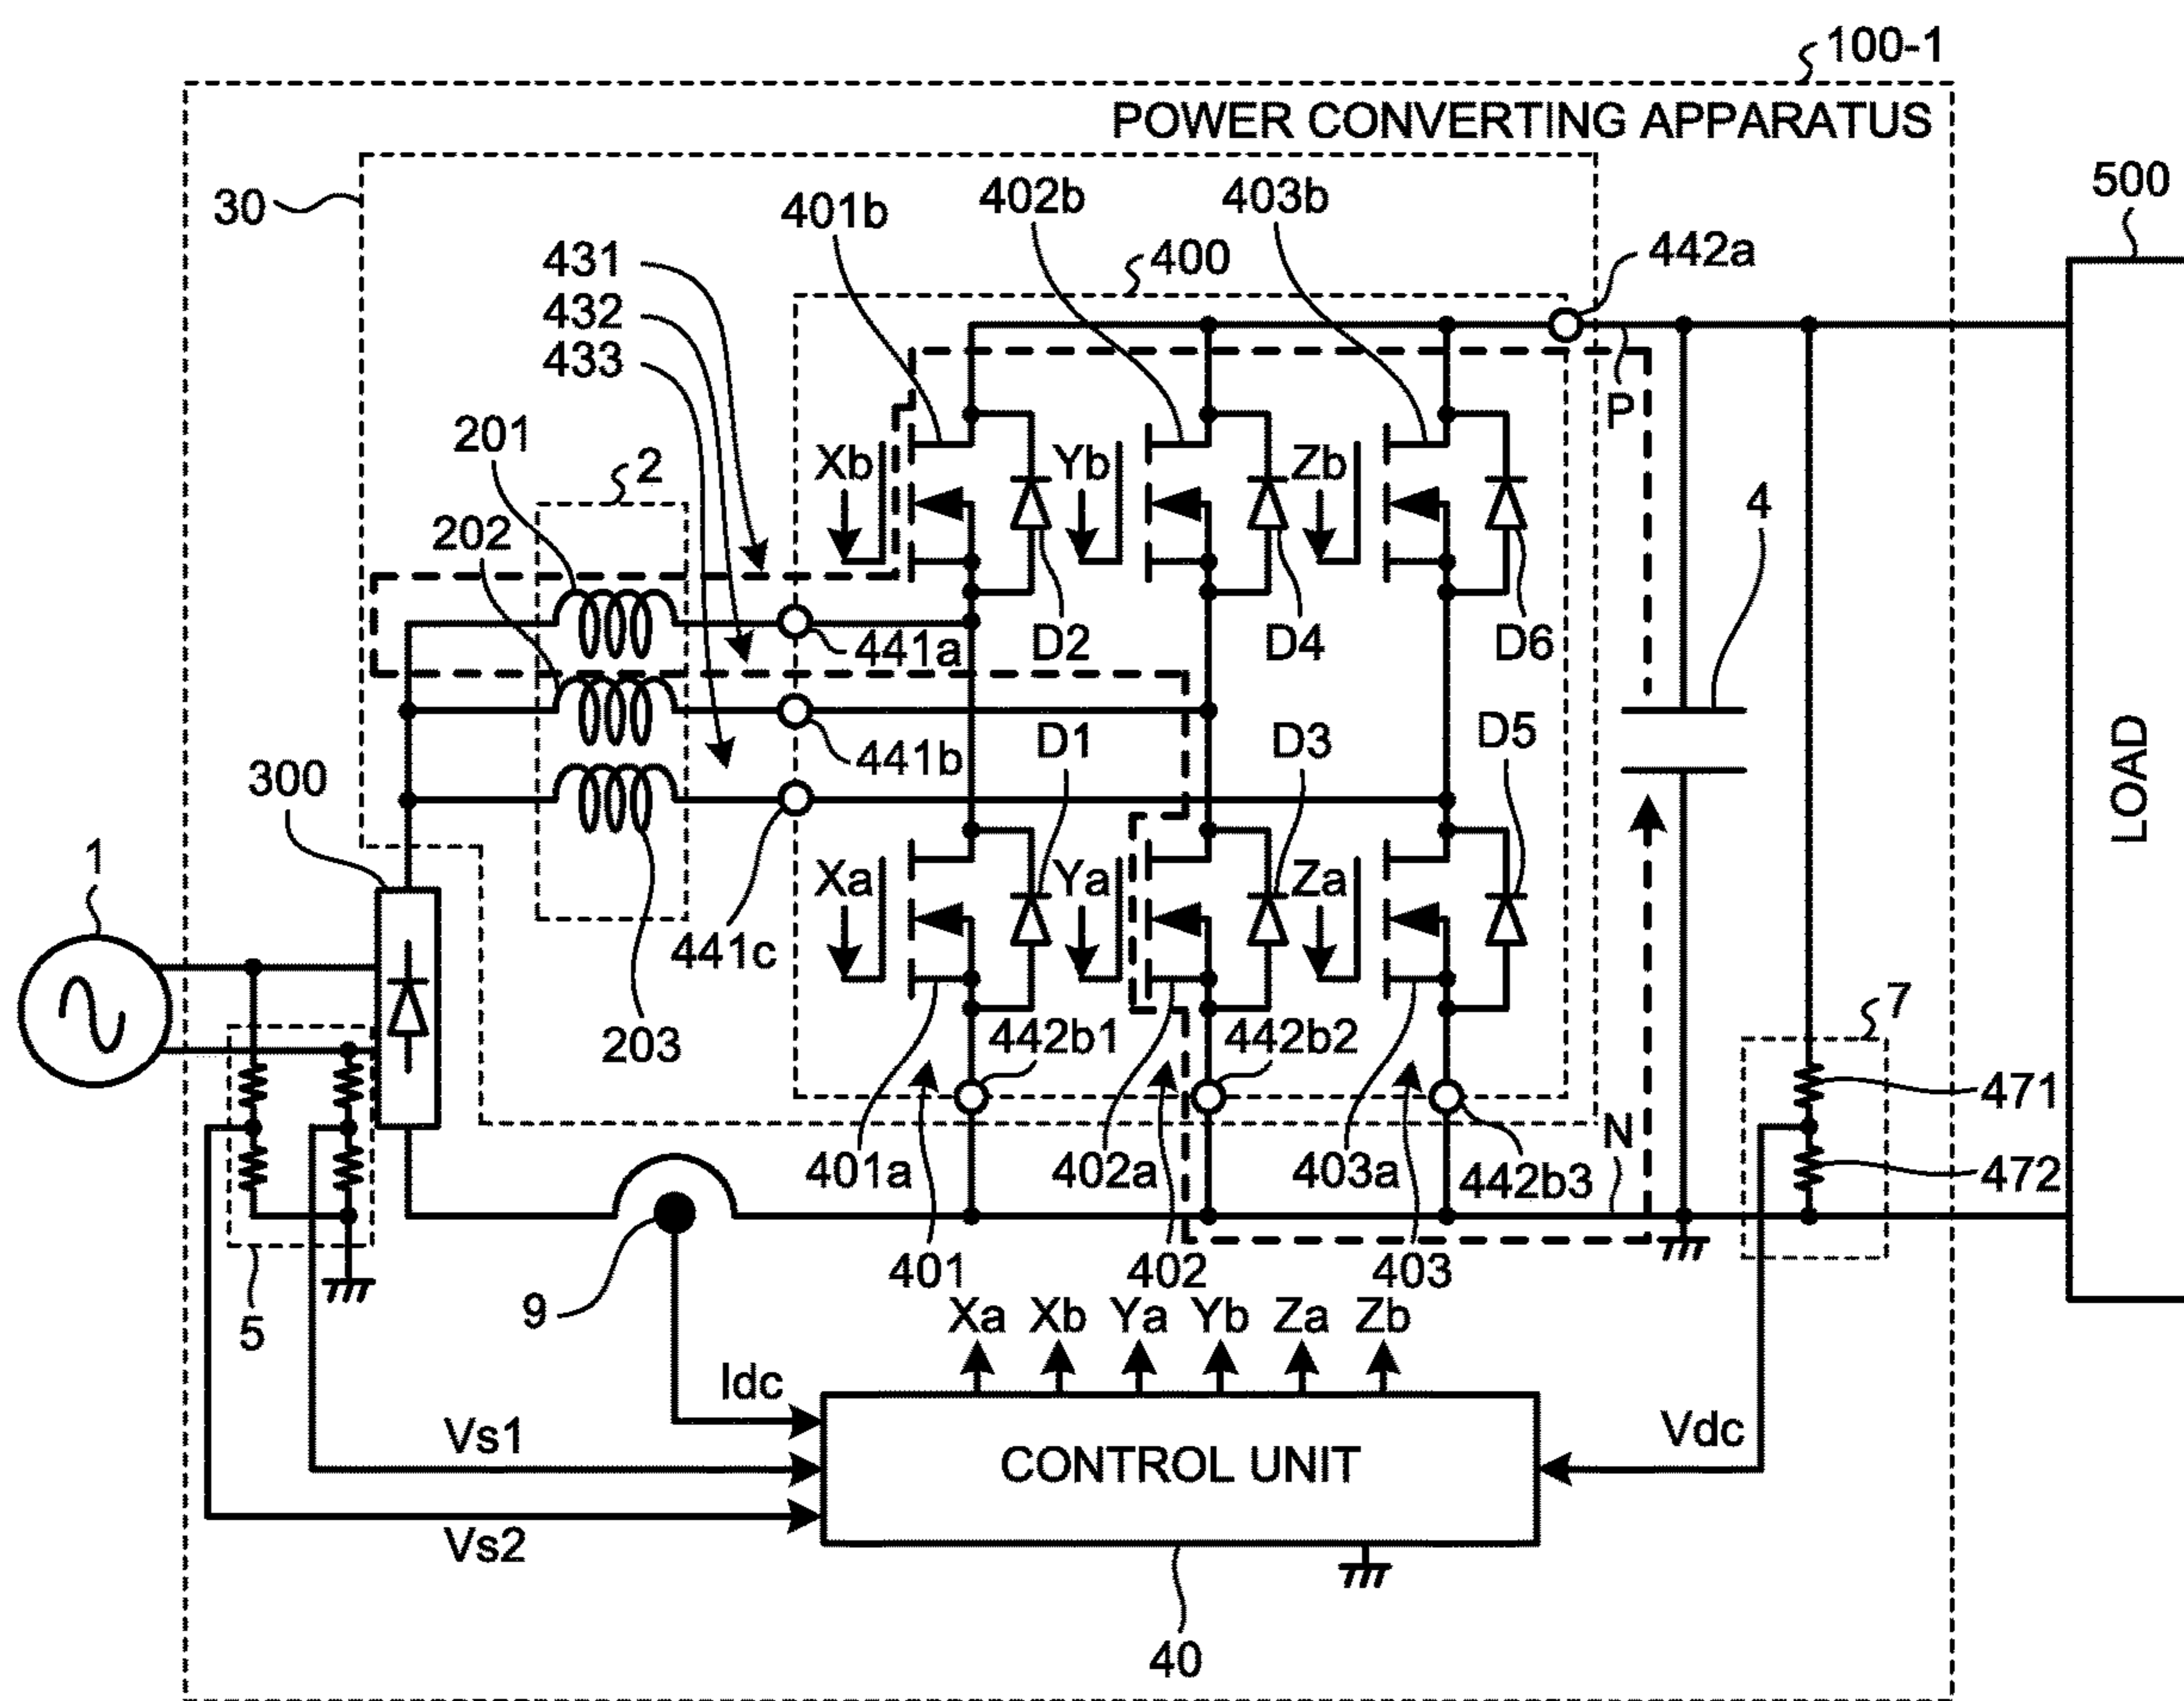 100-1
POWER CONVERTING APPARATUS
500
30
401b
402b
403b
431
400
442a
432
433
P
201
2
Xb
Yb
Zb
4
202
441a
D2
D4
D6
LOAD
441b
D1
D3
D5
300
1
Xa
Ya
Za
441c
203
442b1
442b2
7
471
N
401a
402a
403a
442b3
472
9
401
402
403
5
Xa Xb Ya Yb Za Zb
Idc
Vs1
CONTROL UNIT
Vdc
Vs2
40